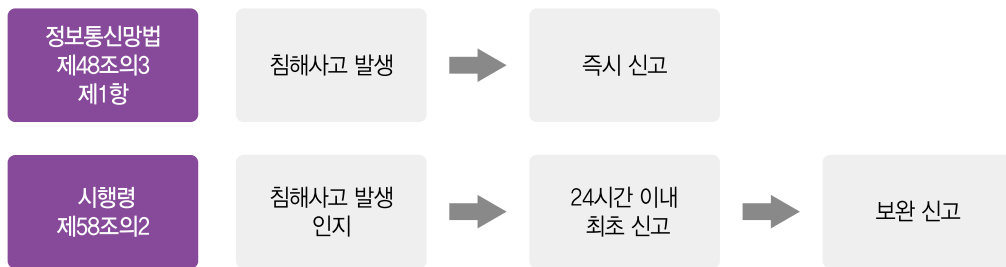 정보통신망법
제48조의3
제1항
침해사고 발생
즉시 신고
시행령
제58조의2
침해사고 발생
인지
24시간 이내
최초 신고
보완 신고